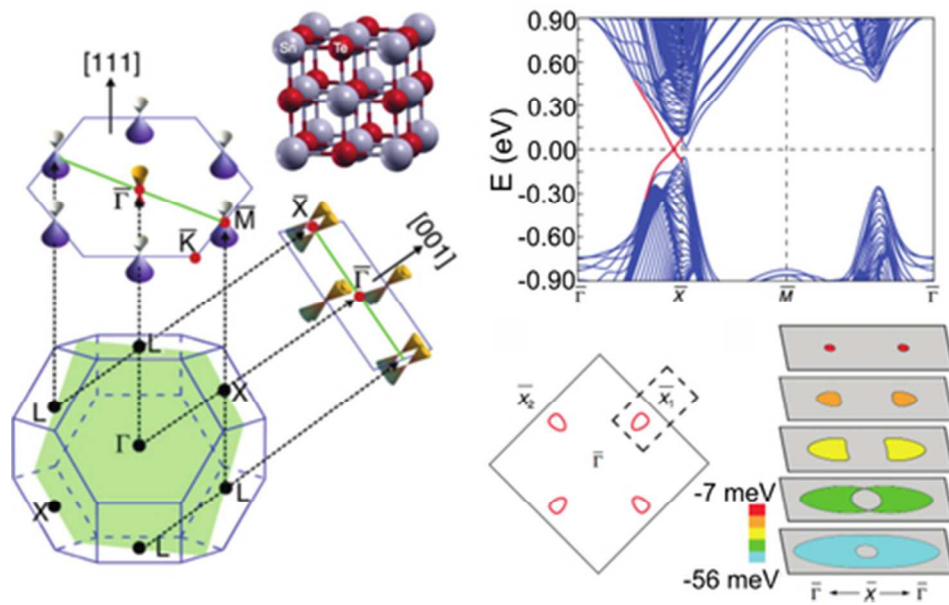 [111]
Sn
Te
Γ̅
M̅
K̅
X̅
Γ̅
[001]
L
L
X
Γ
L
X
L
E (eV)
0.90
0.60
0.30
0.00
-0.30
-0.60
-0.90
Γ̅ X̅ M̅ Γ̅
X̅₂ X̅₁
Γ̅
-7 meV
-56 meV
Γ̅ ← X̅ → Γ̅